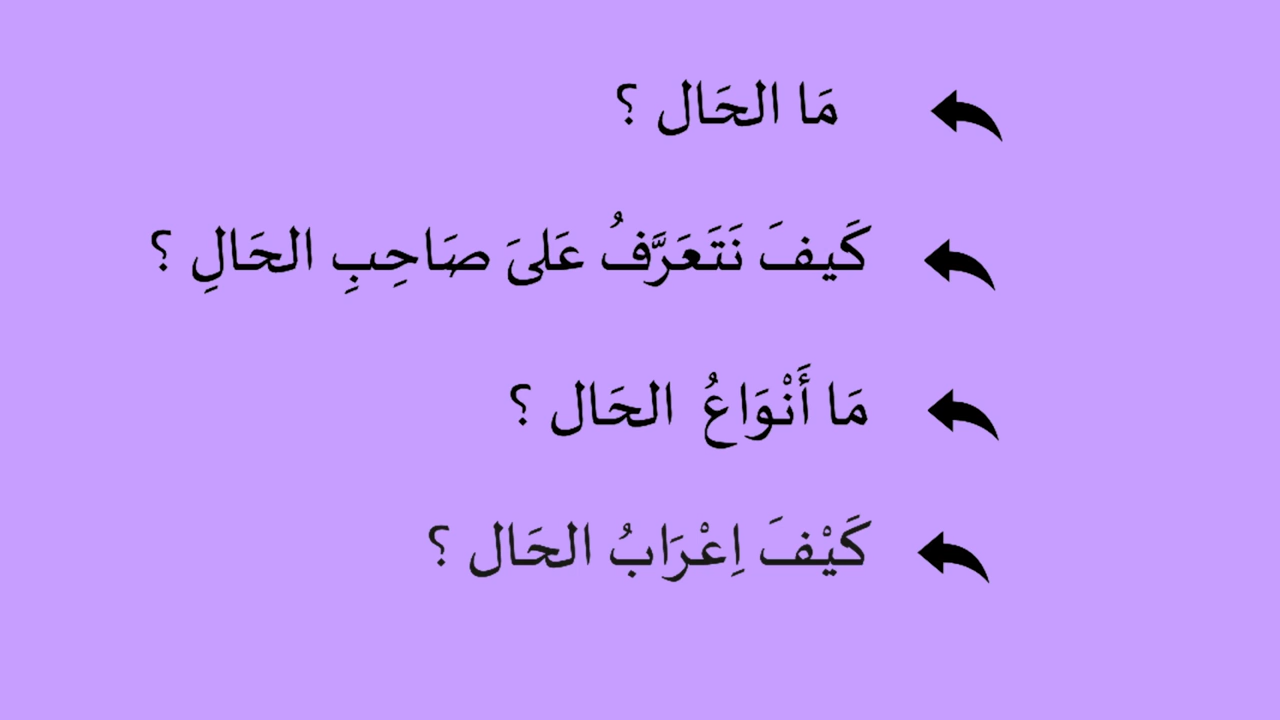 مَا الحَال ؟
كَيفَ نَتَعَرَّفُ عَلىَ صَاحِبِ الحَالِ ؟
مَا أَنْوَاعُ الحَال ؟
كَيْفَ اِعْرَابُ الحَال ؟